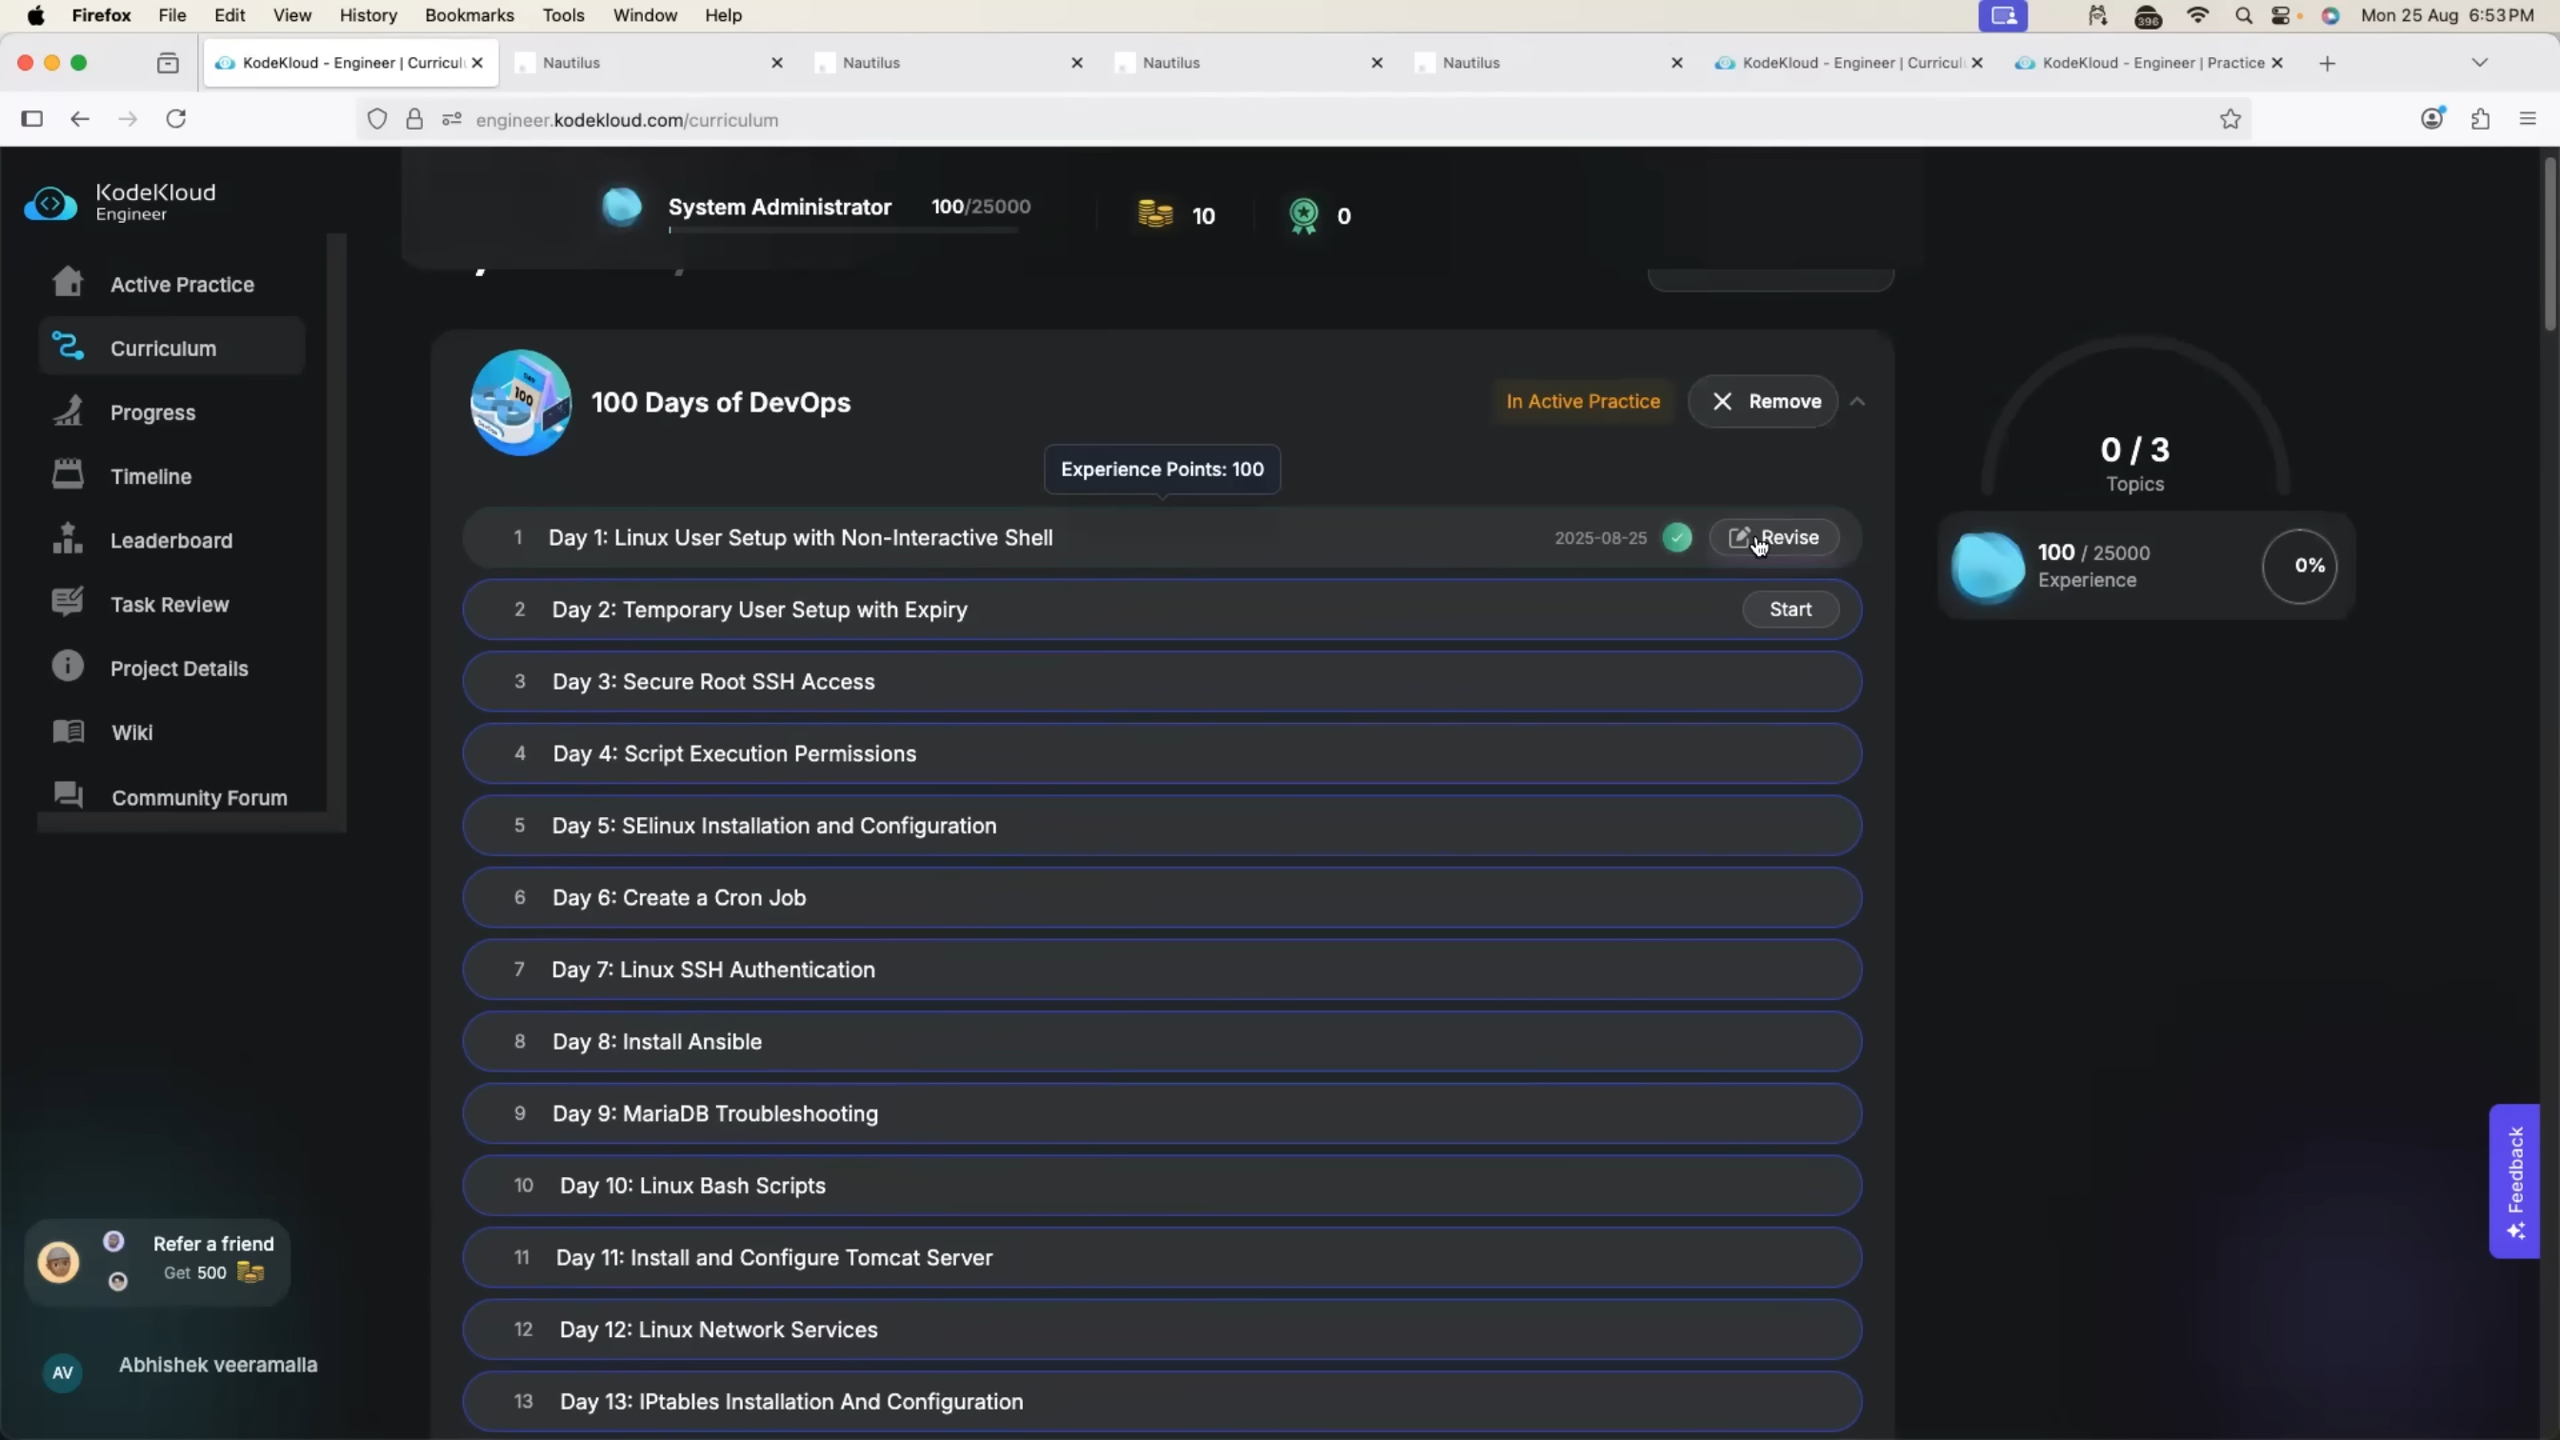 Firefox File Edit View History Bookmarks Tools Window Help 396 Mon 25 Aug 6:53 PM
KodeKloud - Engineer | Curricul Nautilus Nautilus Nautilus Nautilus KodeKloud - Engineer | Curricul KodeKloud - Engineer | Practice
engineer.kodekloud.com/curriculum
KodeKloud
Engineer
System Administrator 100/25000 10 0
Active Practice
Curriculum
Progress
Timeline
Leaderboard
Task Review
Project Details
Wiki
Community Forum
100 Days of DevOps In Active Practice Remove
Experience Points: 100
1 Day 1: Linux User Setup with Non-Interactive Shell 2025-08-25 Revise
2 Day 2: Temporary User Setup with Expiry Start
3 Day 3: Secure Root SSH Access
4 Day 4: Script Execution Permissions
5 Day 5: SElinux Installation and Configuration
6 Day 6: Create a Cron Job
7 Day 7: Linux SSH Authentication
8 Day 8: Install Ansible
9 Day 9: MariaDB Troubleshooting
10 Day 10: Linux Bash Scripts
11 Day 11: Install and Configure Tomcat Server
12 Day 12: Linux Network Services
13 Day 13: IPtables Installation And Configuration
0 / 3
Topics
100 / 25000
Experience
0%
Feedback
Refer a friend
Get 500
AV Abhishek veeramalla